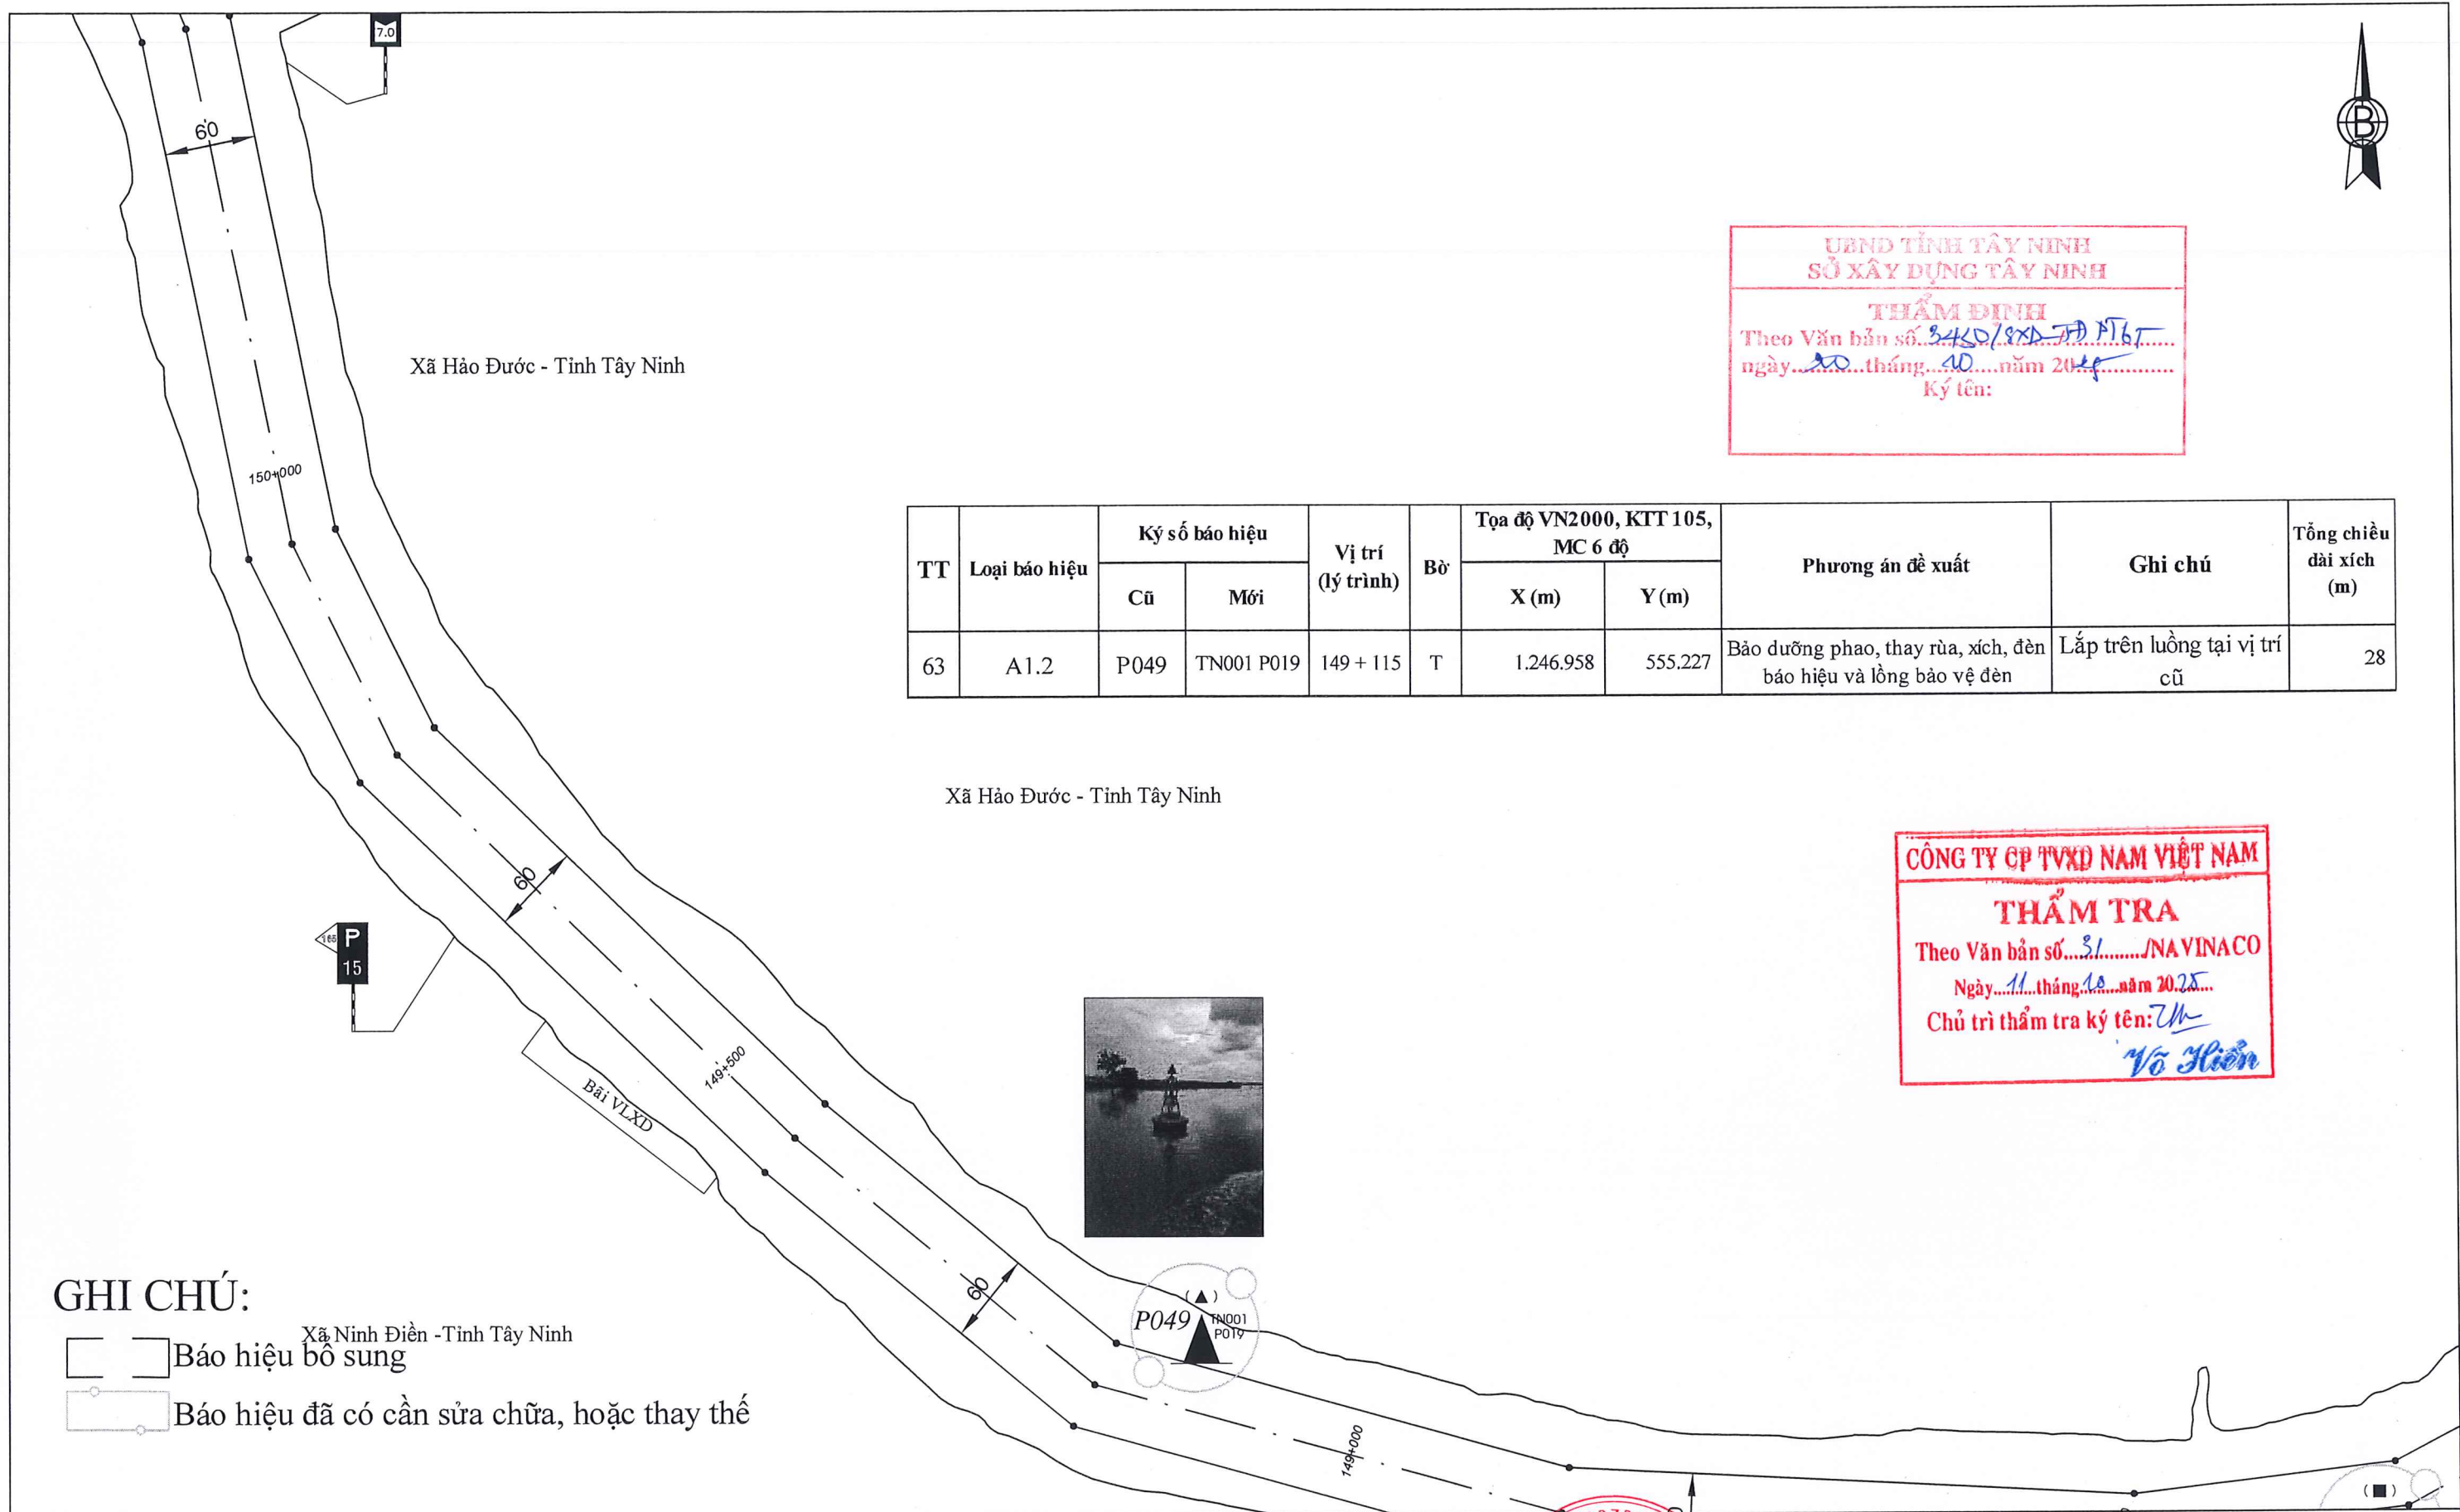 7.0
60
B
UBND TỈNH TÂY NINH
SỞ XÂY DỰNG TÂY NINH
THẨM ĐỊNH
Theo Văn bản số
ngày 20 tháng 10 năm 20
Ký tên:
Xã Hảo Đước - Tỉnh Tây Ninh
150+000
TT
Loại báo hiệu
Ký số báo hiệu
Cũ
Mới
Vị trí
(lý trình)
Bờ
Tọa độ VN2000, KTT 105,
MC 6 độ
X (m)
Y (m)
Phương án đề xuất
Ghi chú
Tổng chiều
dài xích
(m)
63
A1.2
P049
TN001 P019
149 + 115
T
1.246.958
555.227
Bảo dưỡng phao, thay rùa, xích, đèn
báo hiệu và lồng bảo vệ đèn
Lắp trên luồng tại vị trí
cũ
28
Xã Hảo Đước - Tỉnh Tây Ninh
CÔNG TY CP TVXD NAM VIỆT NAM
THẨM TRA
Theo Văn bản số 31 /NAVINACO
Ngày 11 tháng 10 năm 2025
Chủ trì thẩm tra ký tên:
Võ Hiền
60
165
P
15
149+500
Bãi VLXD
60
P049
TN001
P019
149+000
GHI CHÚ:
Xã Ninh Điền -Tỉnh Tây Ninh
Báo hiệu bổ sung
Báo hiệu đã có cần sửa chữa, hoặc thay thế